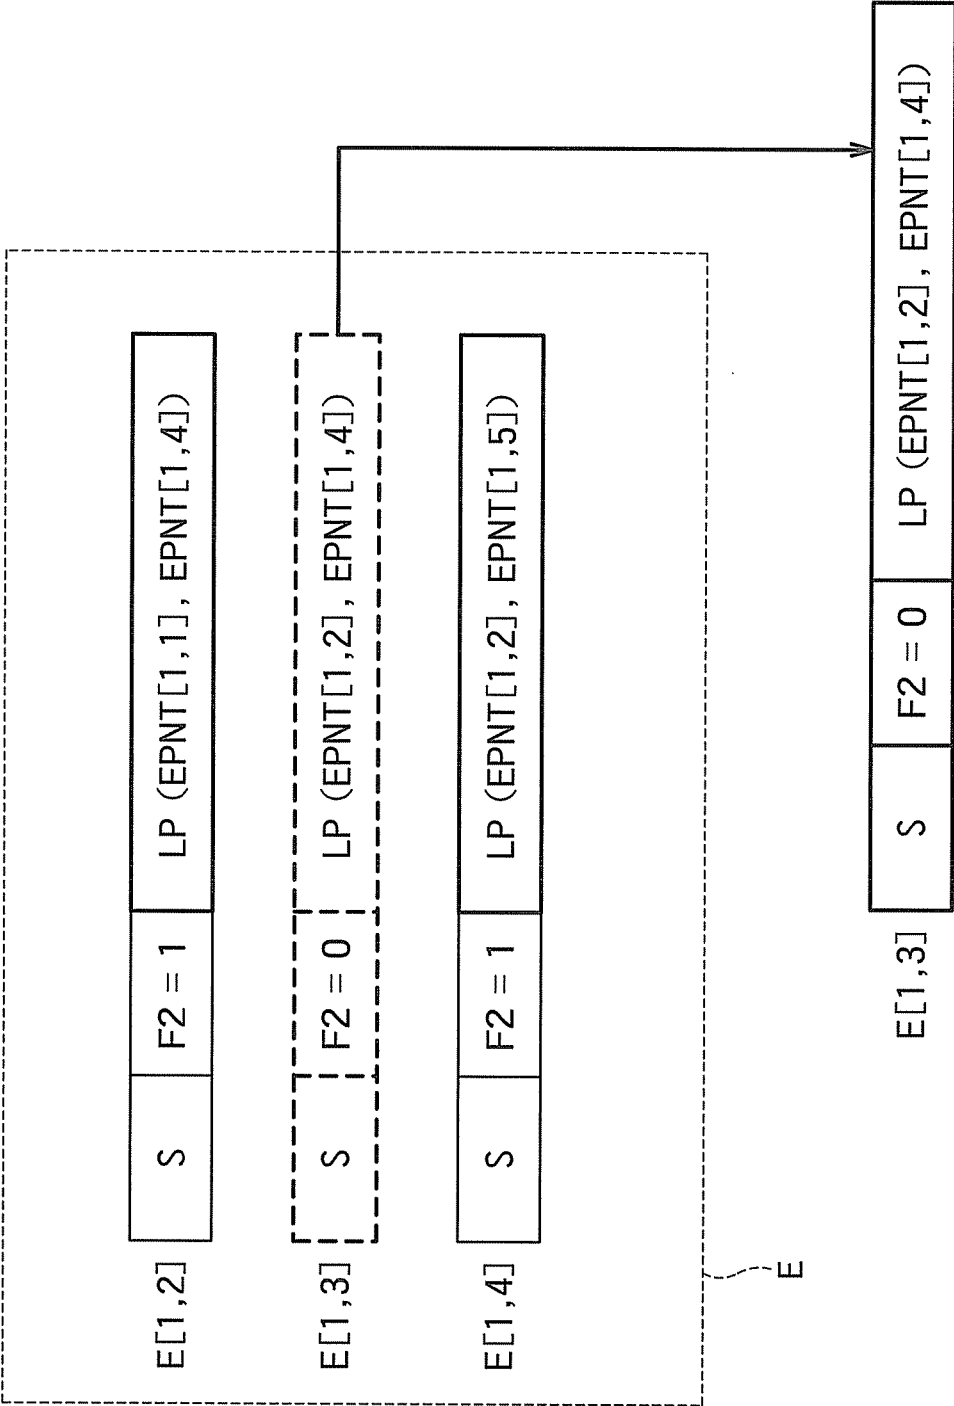 E[1,2] S F2 = 1 LP (EPNT[1,1], EPNT[1,4])
E[1,3] S F2 = 0 LP (EPNT[1,2], EPNT[1,4])
E[1,4] S F2 = 1 LP (EPNT[1,2], EPNT[1,5])
E
E[1,3] S F2 = 0 LP (EPNT[1,2], EPNT[1,4])